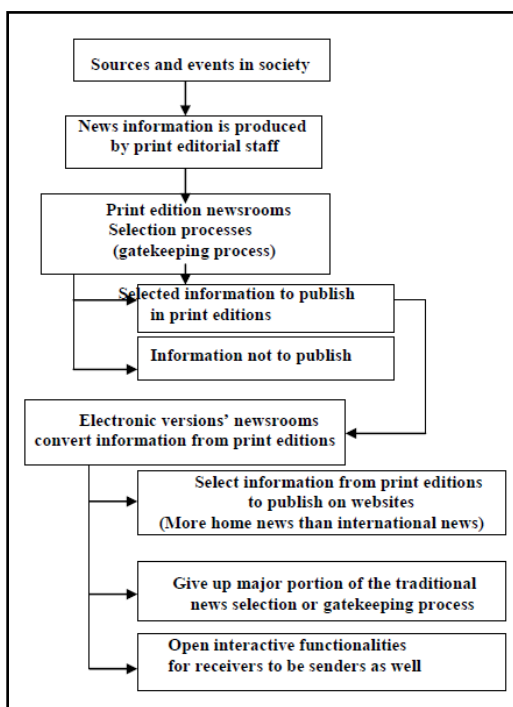 Sources and events in society
News information is produced
by print editorial staff
Print edition newsrooms
Selection processes
(gatekeeping process)
Selected information to publish
in print editions
Information not to publish
Electronic versions’ newsrooms
convert information from print editions
Select information from print editions
to publish on websites
(More home news than international news)
Give up major portion of the traditional
news selection or gatekeeping process
Open interactive functionalities
for receivers to be senders as well